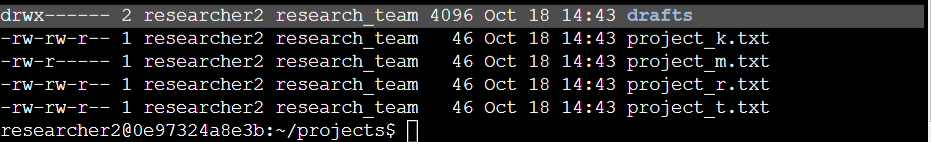 drwx------ 2 researcher2 research_team 4096 Oct 18 14:43 drafts
-rw-rw-r-- 1 researcher2 research_team   46 Oct 18 14:43 project_k.txt
-rw-r----- 1 researcher2 research_team   46 Oct 18 14:43 project_m.txt
-rw-rw-r-- 1 researcher2 research_team   46 Oct 18 14:43 project_r.txt
-rw-rw-r-- 1 researcher2 research_team   46 Oct 18 14:43 project_t.txt
researcher2@0e97324a8e3b:~/projects$